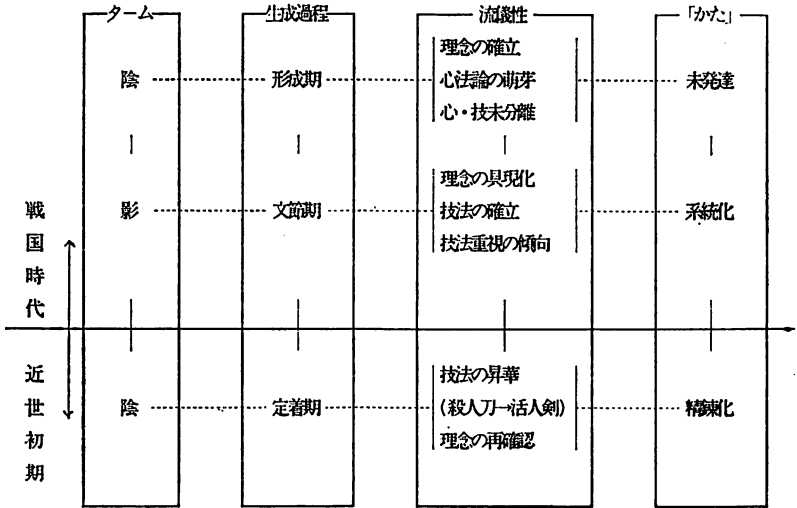 ターム 生成過程 流儀性 「かた」
理念の確立
陰 形成期 心法論の萌芽 未発達
心・技未分離
理念の具現化
影 文節期 技法の確立 系統化
技法重視の傾向
戦国時代
技法の昇華
陰 定着期 (殺人刀→活人剣) 精錬化
理念の再確認
近世初期